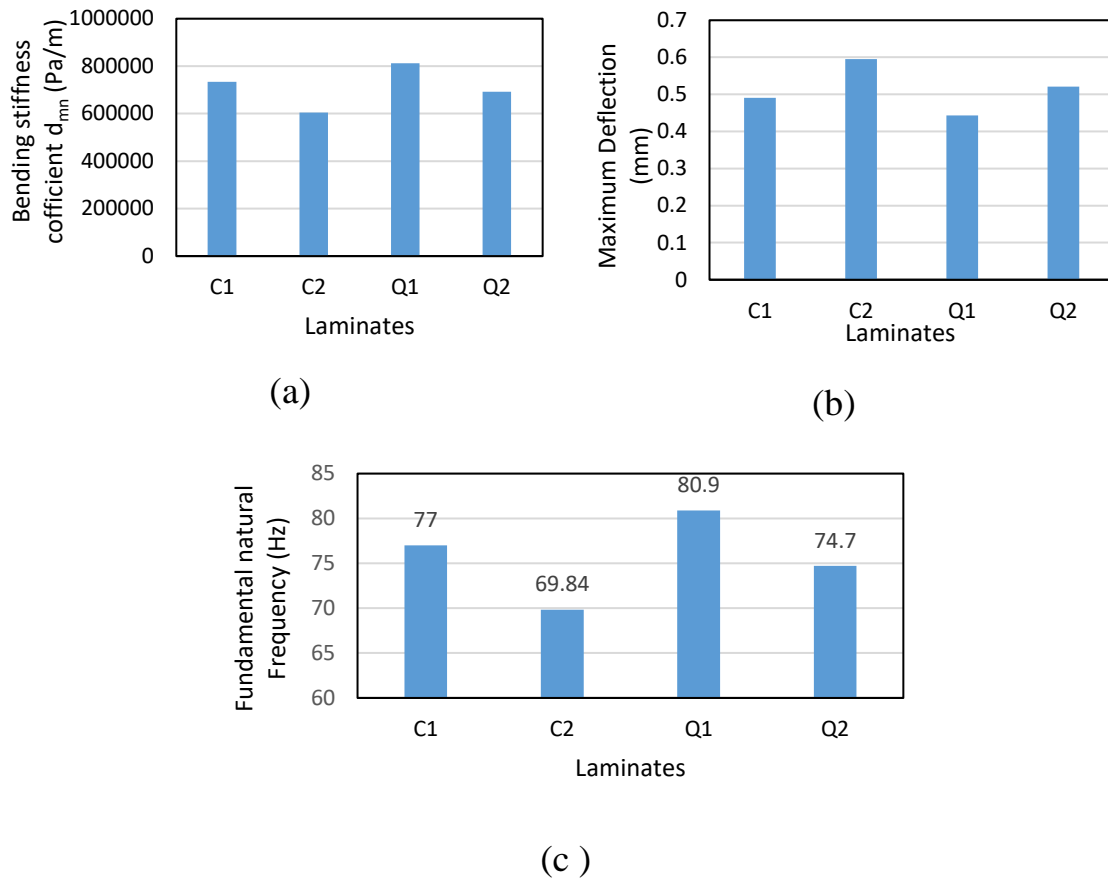 Bending stiffness
cofficient dmn (Pa/m)
1000000
800000
600000
400000
200000
0
C1 C2 Q1 Q2
Laminates
(a)
Maximum Deflection
(mm)
0.7
0.6
0.5
0.4
0.3
0.2
0.1
0
C1 C2 Q1 Q2
Laminates
(b)
Fundamental natural
Frequency (Hz)
85
80
75
70
65
60
77
69.84
80.9
74.7
C1 C2 Q1 Q2
Laminates
(c )